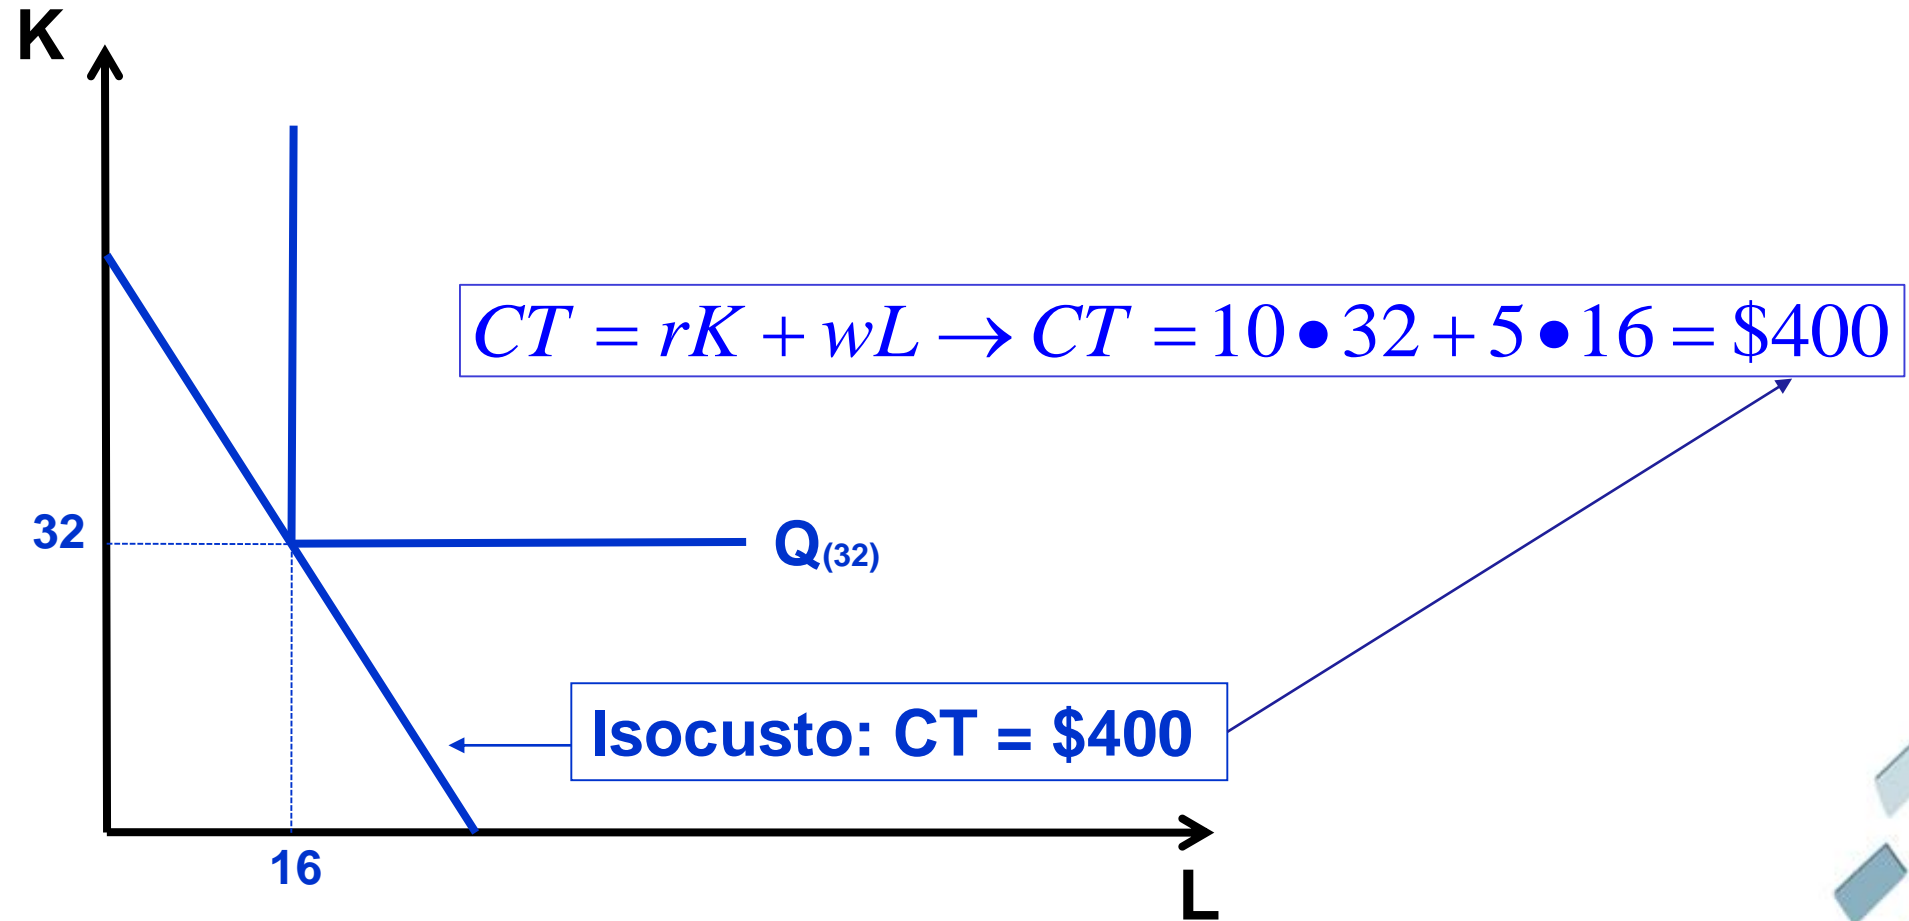 K
CT = rK + wL → CT = 10 • 32 + 5 • 16 = $400
32
Q(32)
Isocusto: CT = $400
16
L